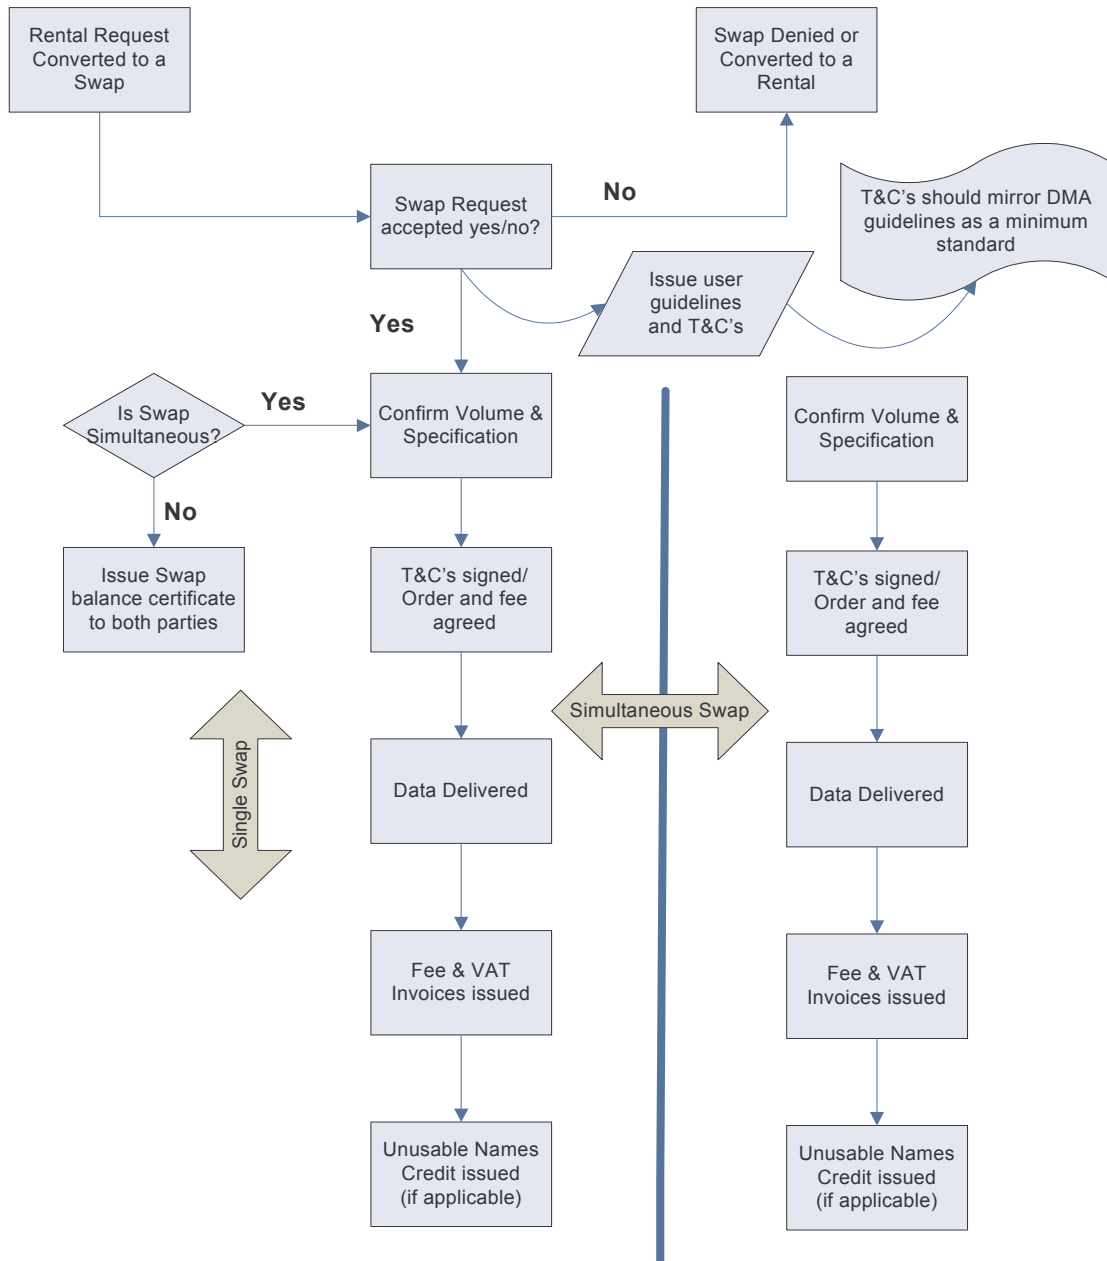 Rental Request
Converted to a
Swap
Swap Denied or
Converted to a
Rental
Swap Request
accepted yes/no?
No
T&C’s should mirror DMA
guidelines as a minimum
standard
Issue user
guidelines
and T&C’s
Yes
Is Swap
Simultaneous?
Yes
Confirm Volume &
Specification
Confirm Volume &
Specification
No
Issue Swap
balance certificate
to both parties
T&C’s signed/
Order and fee
agreed
T&C’s signed/
Order and fee
agreed
Simultaneous Swap
Single Swap
Data Delivered
Data Delivered
Fee & VAT
Invoices issued
Fee & VAT
Invoices issued
Unusable Names
Credit issued
(if applicable)
Unusable Names
Credit issued
(if applicable)